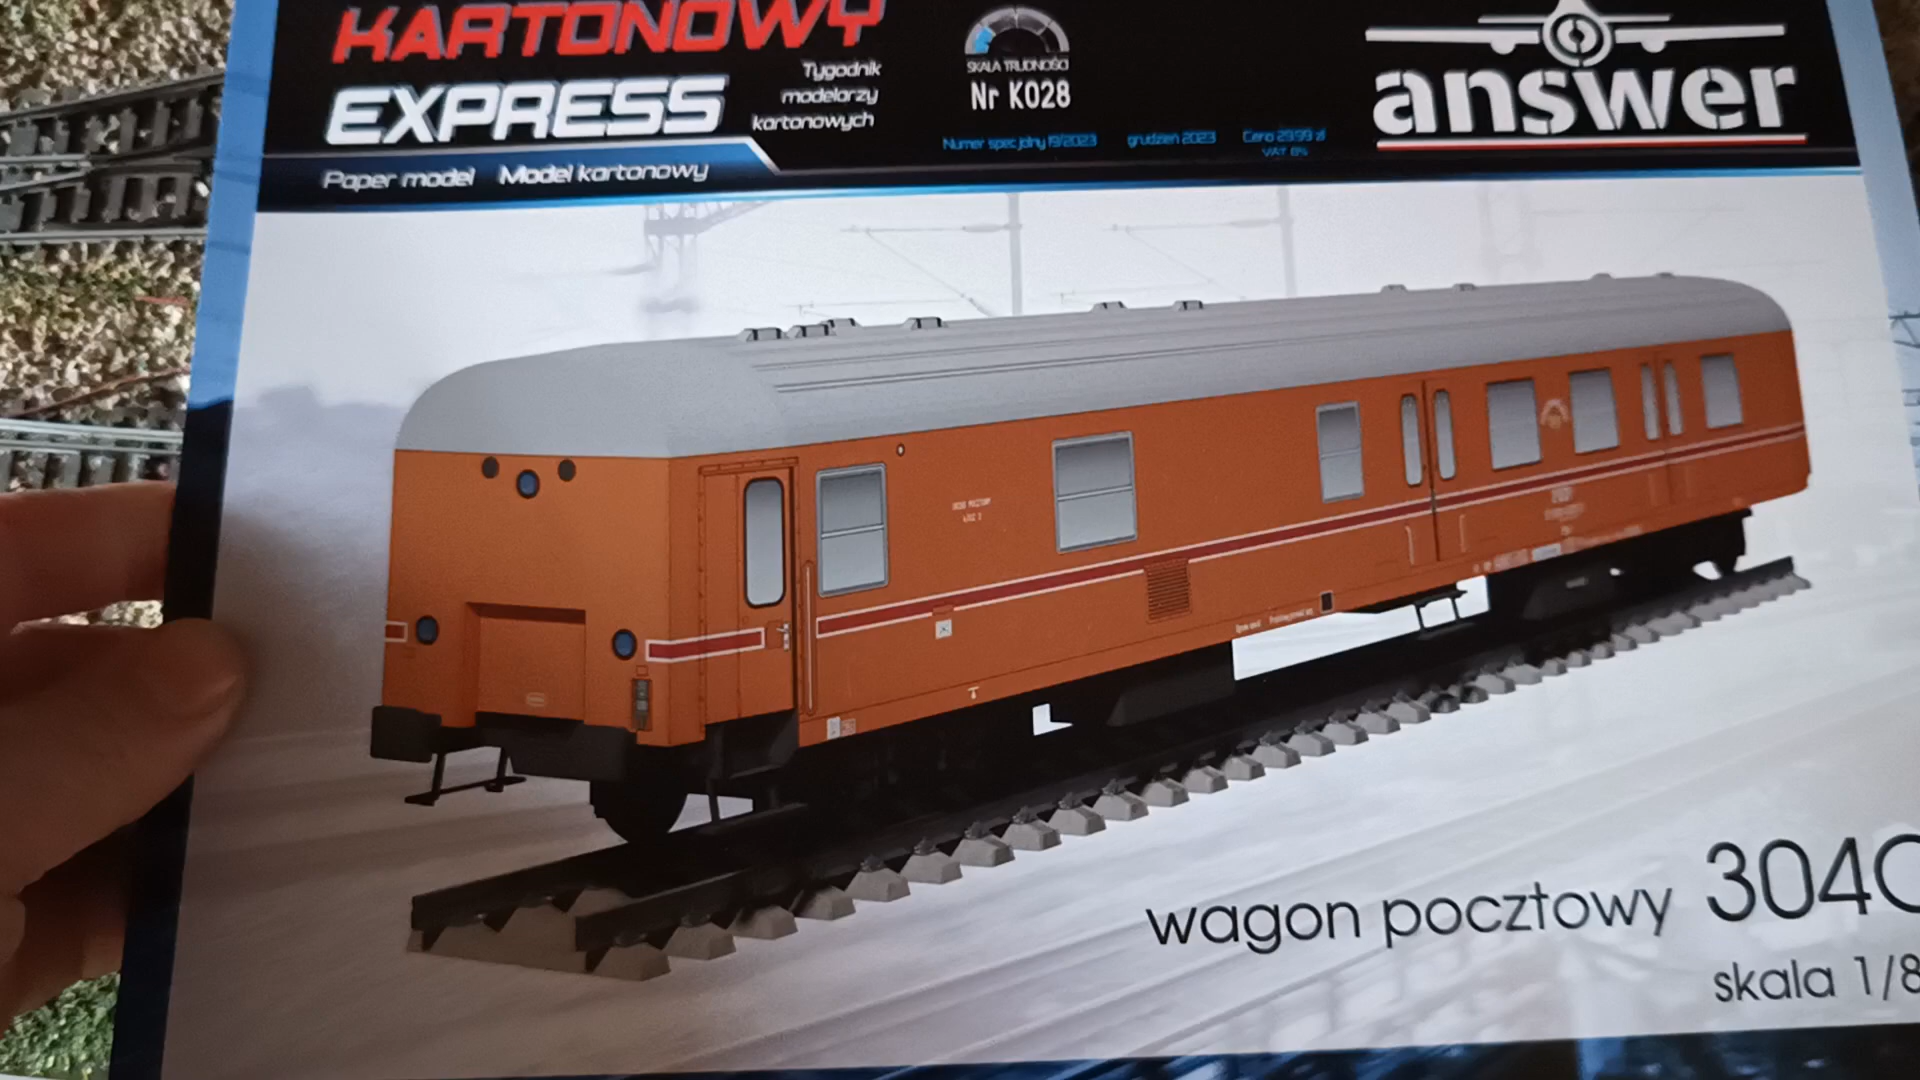 KARTONOWY
EXPRESS
Tygodnik
modelarzy
kartonowych
Paper model Model kartonowy
SKALA TRUDNOŚCI
Nr K028
Numer specjalny 19/2023 grudzień 2023 Cena 29.99 zł
VAT 8%
answer
wagon pocztowy 304C
skala 1/8